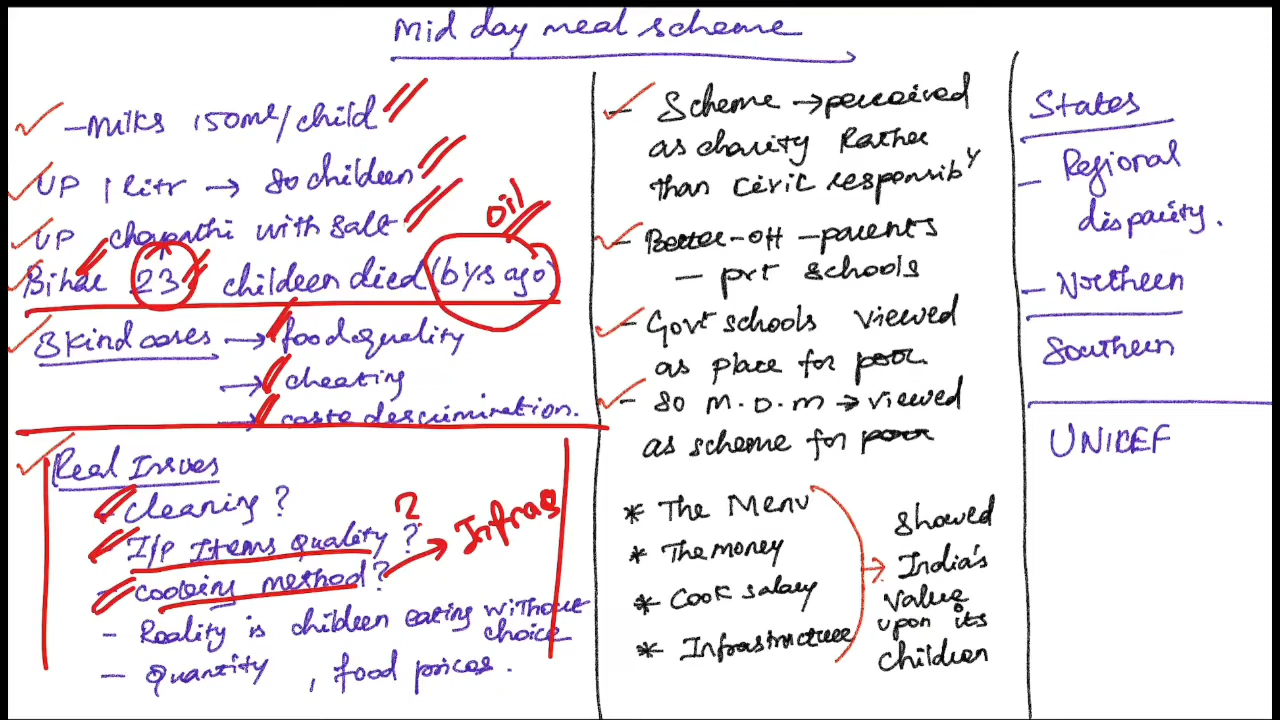 Mid day meal scheme
- Milks 150ml/child
UP 1 litr → 80 children
UP chapathi with salt
oil
Bihar 23 children died (6 yrs ago)
3 kind cases → food quality
→ cheating
→ caste descrimination.
Real Issues
- cleaning ?
- I/P Items Quality ?
?
- cooking method ? → Infras
- Reality is children eating without choice
- Quantity , food prices .
- Scheme → perceived
as charity Rather
than civic responsiby
- Better-off - parents
- prt schools
- Govt schools viewed
as place for poor.
- so M.D.M → viewed
as scheme for poor
* The Menu
* The money
* Cook salary
* Infrastructure
→ showed
India's
value
upon its
children
States
- Regional
disparity.
- Northern
Southern
UNICEF